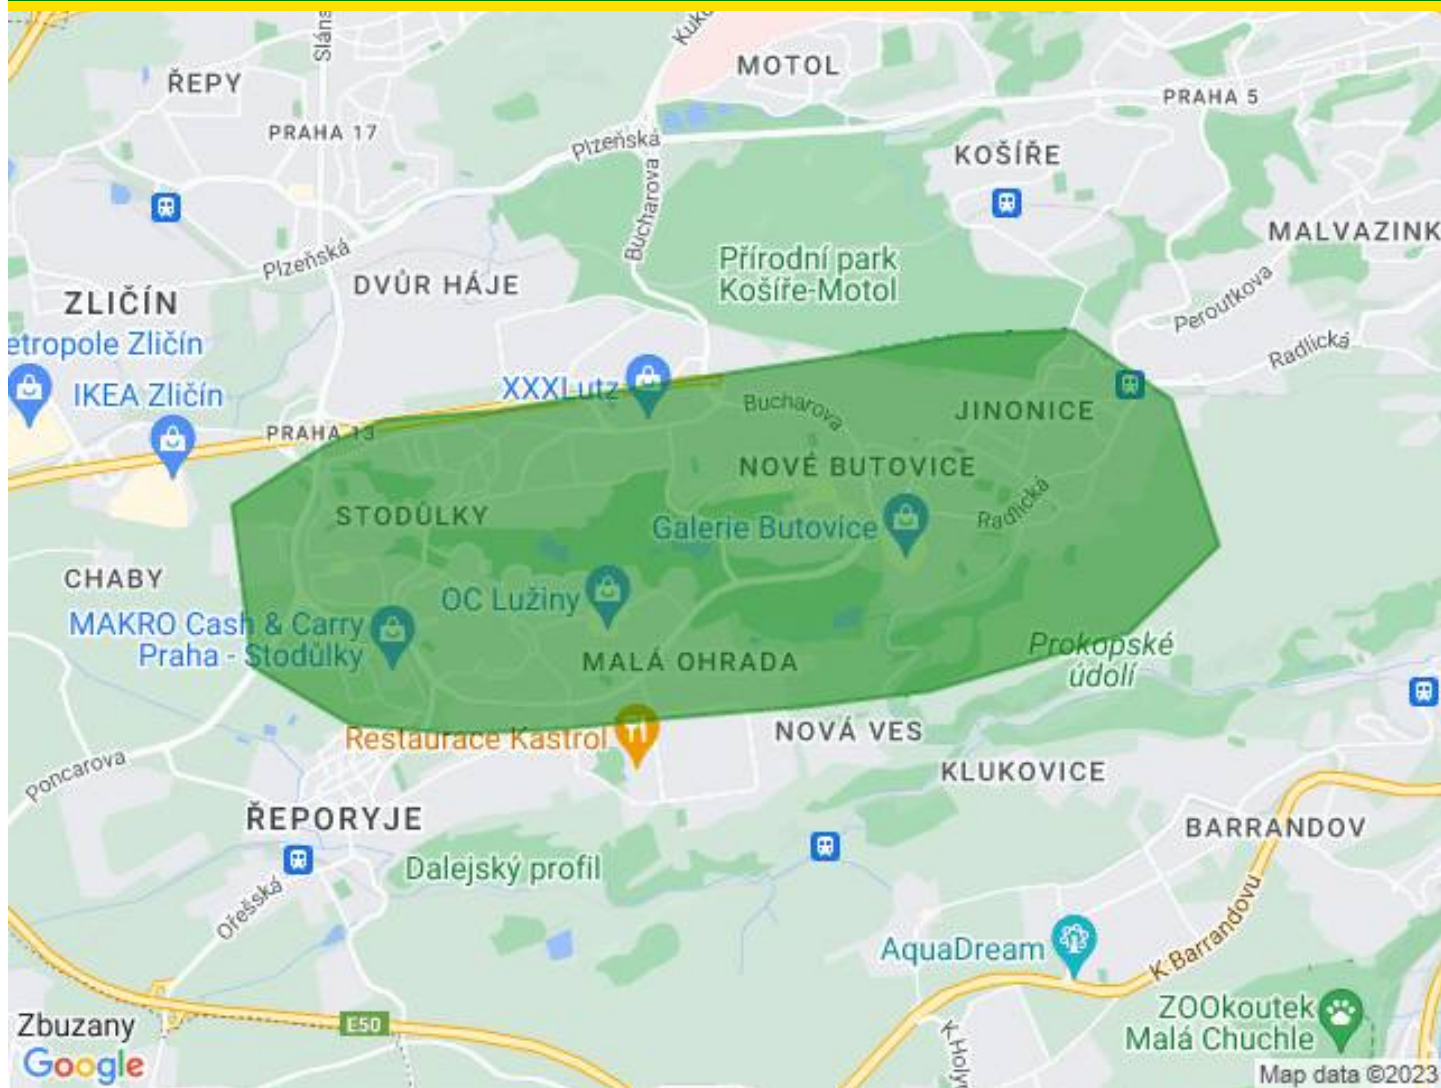 Kuk
Slán
MOTOL
ŘEPY
PRAHA 5
PRAHA 17
Plzeňská
KOŠÍŘE
Bucharova
MALVAZINK
Plzeňská
Přírodní park
Košíře-Motol
DVŮR HÁJE
ZLIČÍN
Peroutkova
etropole Zličín
Radlická
IKEA Zličín
XXXLutz
Bucharova
JINONICE
PRAHA 13
NOVÉ BUTOVICE
STODŮLKY
Radlická
Galerie Butovice
CHABY
OC Lužiny
MAKRO Cash & Carry
Praha - Stodůlky
Prokopské
údolí
MALÁ OHRADA
NOVÁ VES
Restaurace Kastrol
Poncarova
KLUKOVICE
ŘEPORYJE
BARRANDOV
Dalejský profil
Ořešská
AquaDream
K Barrandovu
ZOOkoutek
Malá Chuchle
Zbuzany
E50
K Holy
Google
Map data ©2023